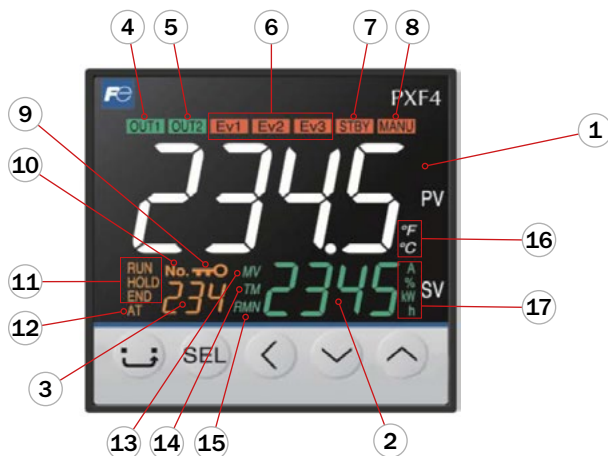 4 5 6 7 8
Fe PXF4
OUT1 OUT2 Ev1 Ev2 Ev3 STBY MANU
9
1
234.5
PV
10
°F
°C
16
11
RUN
HOLD
END
AT
No.
234
MV
TM
RMN
2345
A
%
kW
h
SV
17
12
SEL
3
13 14 15 2